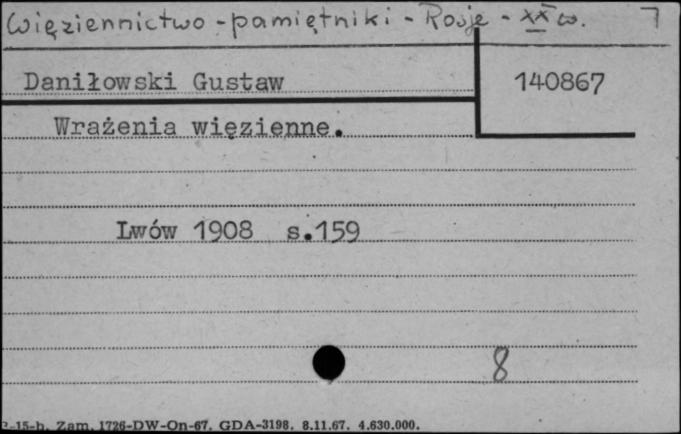 Więziennictwo - pamiętniki - Rosja - XX w. 7
Daniłowski Gustaw 140867
Wrażenia więzienne.
Lwów 1908 s.159
8
-15-h. Zam. 1726-DW-On-67. GDA-3198. 8.11.67. 4.630.000.